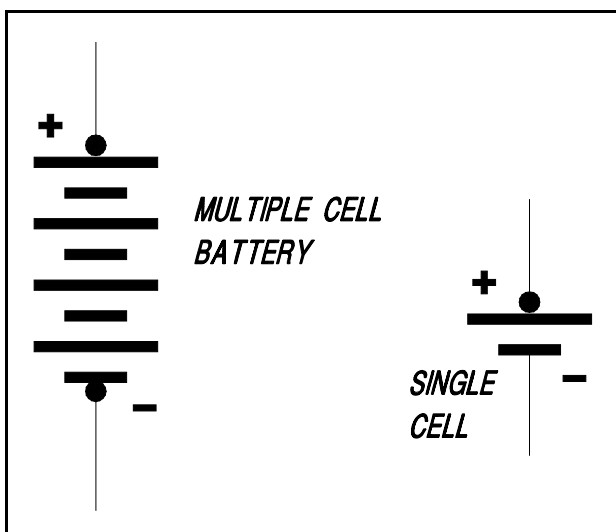 +
MULTIPLE CELL
BATTERY
-
+
SINGLE
CELL
-